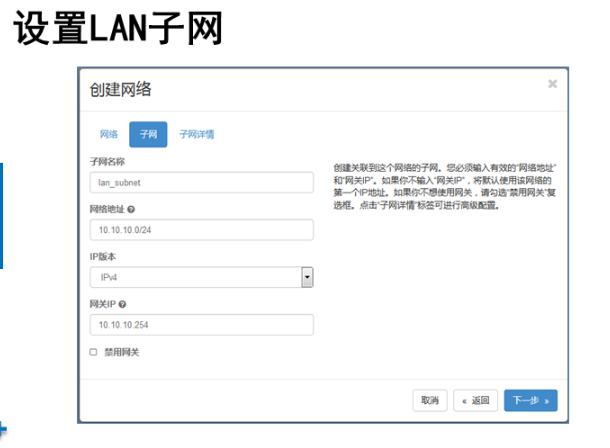 设置LAN子网
创建网络
网络 子网 子网详情
子网名称
lan_subnet
网络地址
10.10.10.0/24
IP版本
IPv4
网关IP
10.10.10.254
禁用网关
创建关联到这个网络的子网。您必须输入有效的“网络地址”
和“网关IP”。如果你不输入“网关IP”，将默认使用该网络的
第一个IP地址。如果你不想使用网关，请勾选“禁用网关”复
选框。点击“子网详情”标签可进行高级配置。
取消 « 返回 下一步 »